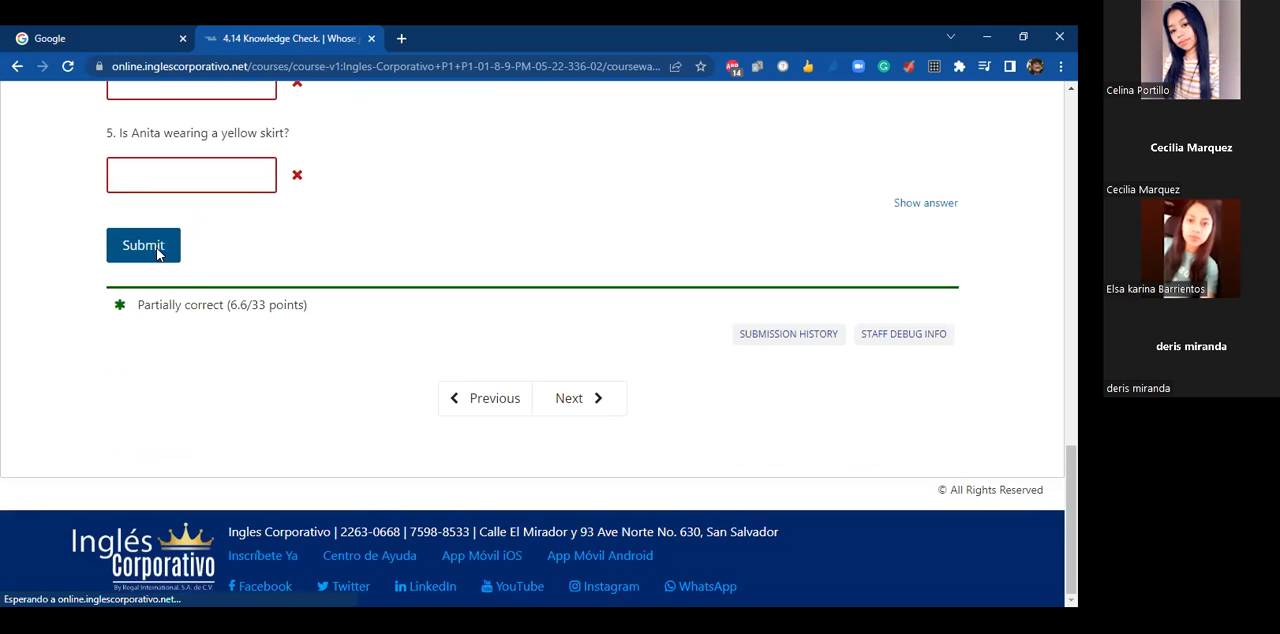 Google
4.14 Knowledge Check. | Whose
online.inglescorporativo.net/courses/course-v1:Ingles-Corporativo+P1+P1-01-8-9-PM-05-22-336-02/coursewa...
14
5. Is Anita wearing a yellow skirt?
Show answer
Submit
Partially correct (6.6/33 points)
SUBMISSION HISTORY
STAFF DEBUG INFO
Previous
Next
© All Rights Reserved
Inglés
Corporativo
By Regal International, S.A. de C.V.
Ingles Corporativo | 2263-0668 | 7598-8533 | Calle El Mirador y 93 Ave Norte No. 630, San Salvador
Inscríbete Ya Centro de Ayuda App Móvil iOS App Móvil Android
Facebook Twitter LinkedIn YouTube Instagram WhatsApp
Esperando a online.inglescorporativo.net...
Celina Portillo
Cecilia Marquez
Cecilia Marquez
Elsa karina Barrientos
deris miranda
deris miranda